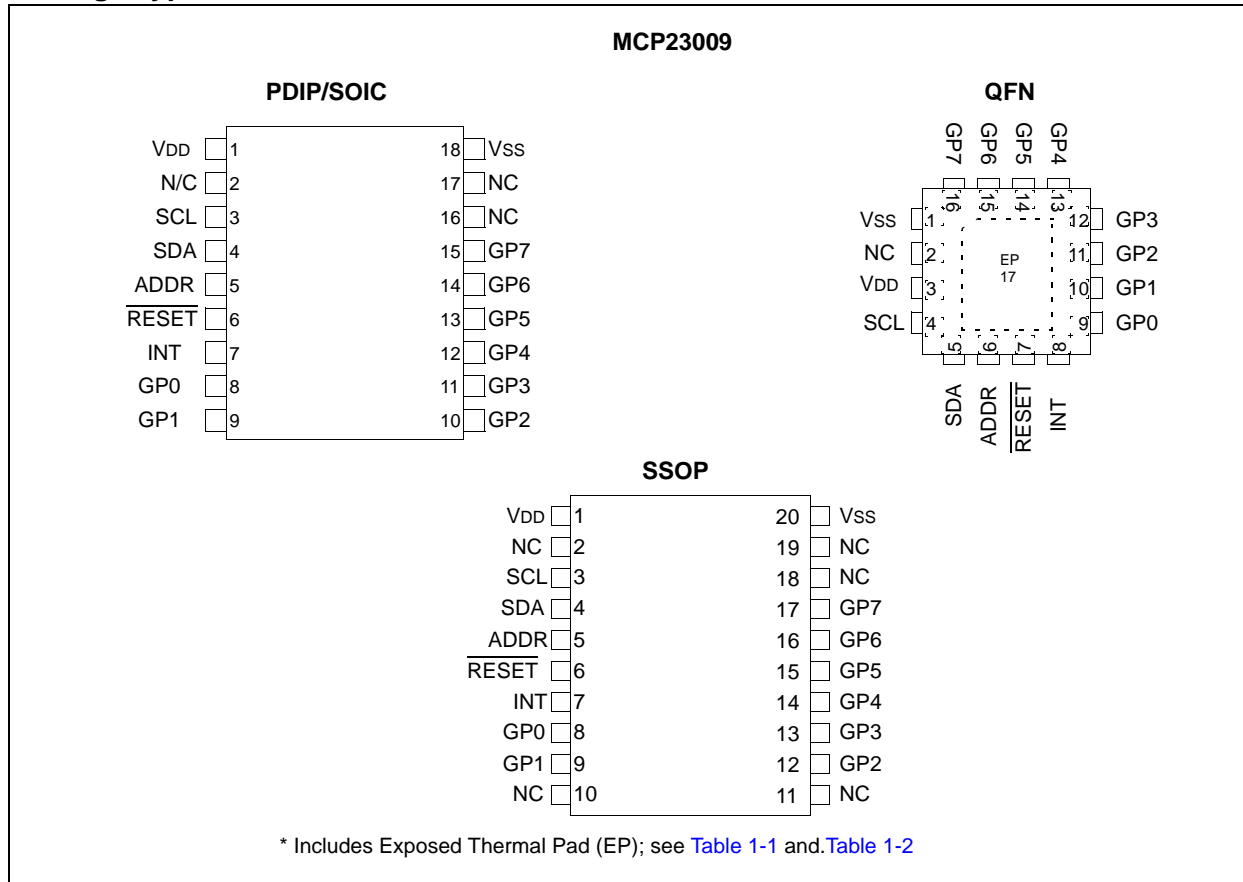 MCP23009
PDIP/SOIC
VDD 1 18 VSS
N/C 2 17 NC
SCL 3 16 NC
SDA 4 15 GP7
ADDR 5 14 GP6
RESET 6 13 GP5
INT 7 12 GP4
GP0 8 11 GP3
GP1 9 10 GP2
QFN
GP7 GP6 GP5 GP4
16 15 14 13
VSS 1 12 GP3
NC 2 11 GP2
VDD 3 10 GP1
SCL 4 9 GP0
EP
17
5 6 7 8
SDA ADDR RESET INT
SSOP
VDD 1 20 VSS
NC 2 19 NC
SCL 3 18 NC
SDA 4 17 GP7
ADDR 5 16 GP6
RESET 6 15 GP5
INT 7 14 GP4
GP0 8 13 GP3
GP1 9 12 GP2
NC 10 11 NC
* Includes Exposed Thermal Pad (EP); see Table 1-1 and.Table 1-2